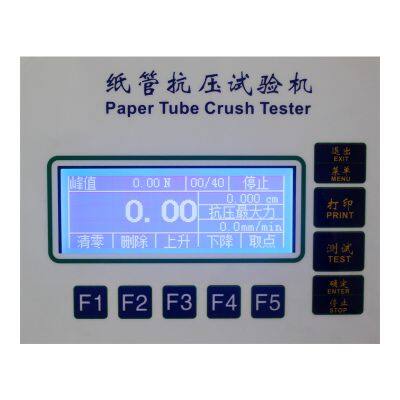 纸管抗压试验机
Paper Tube Crush Tester
峰值 0.00 N 00/40 停止
0.00
0.000 cm
抗压最大力
0.0mm/min
清零 删除 上升 下降 取点
F1 F2 F3 F4 F5
退出
EXIT
菜单
MENU
打印
PRINT
测试
TEST
确定
ENTER
停止
STOP